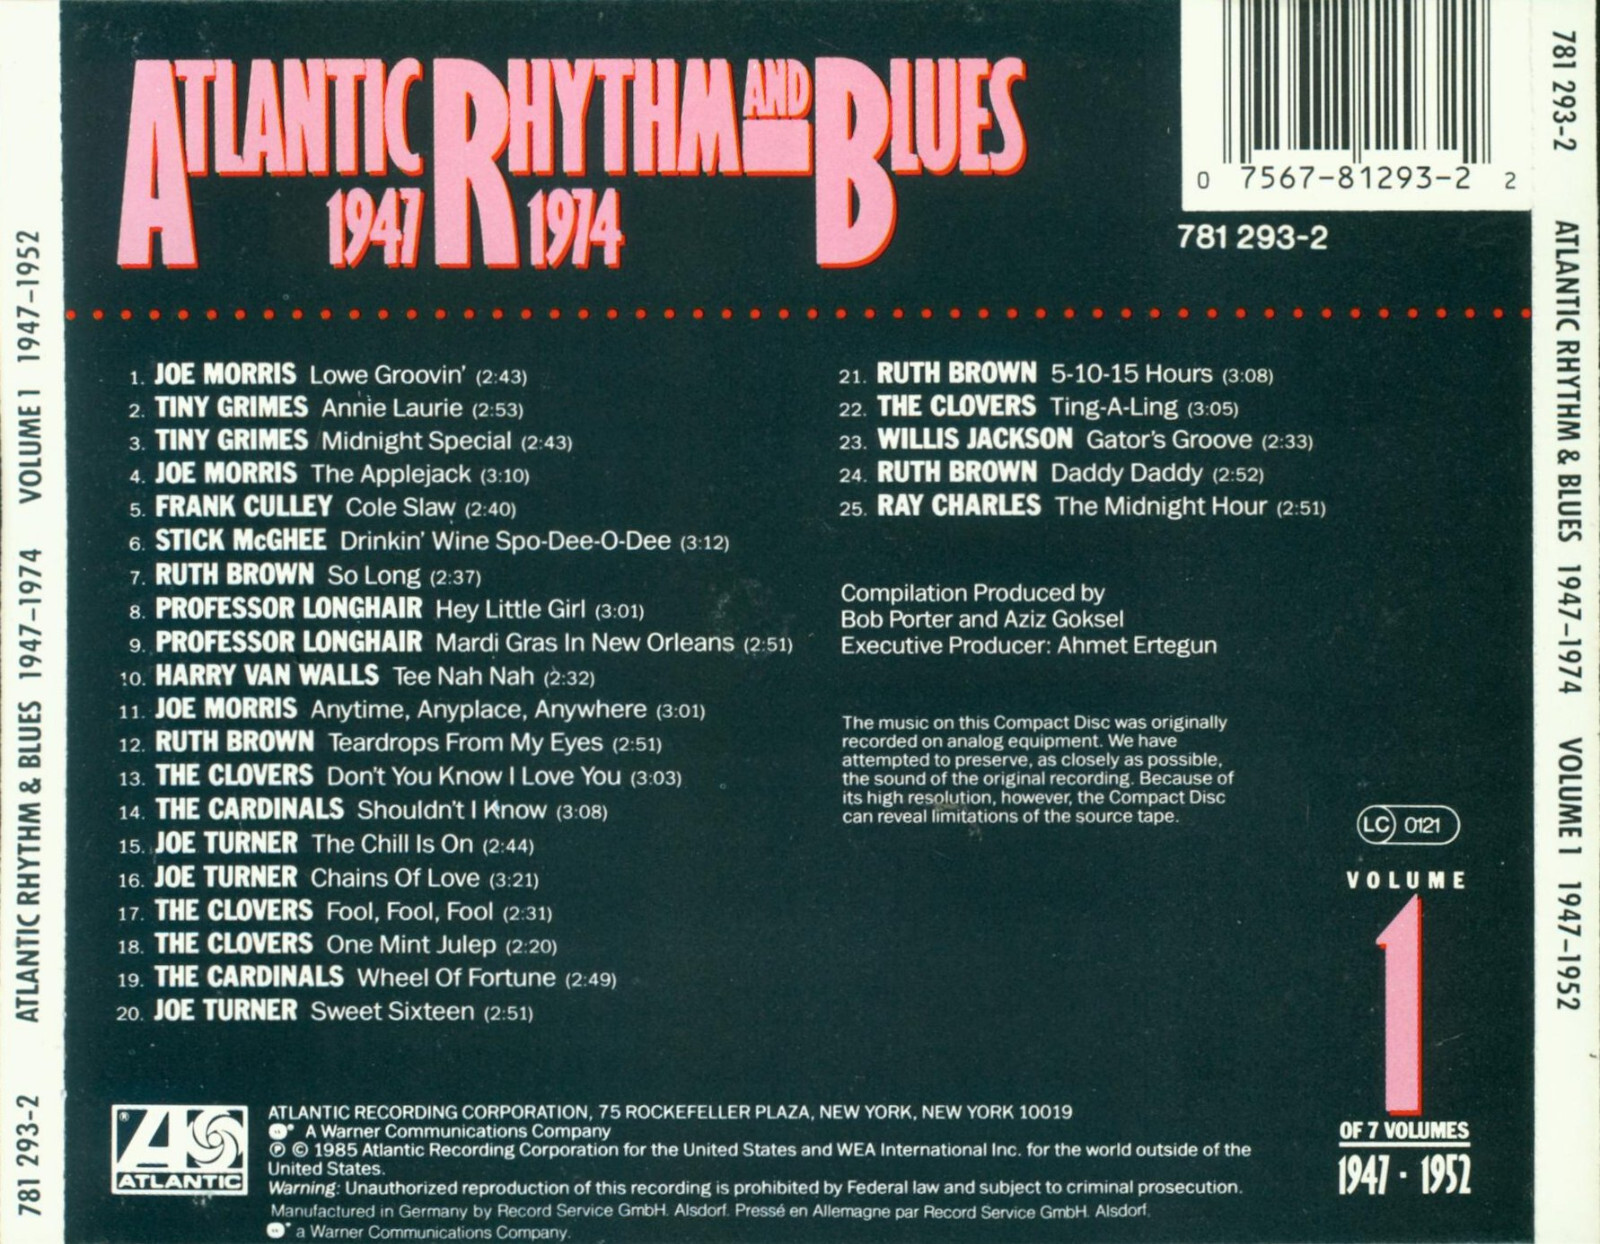 ATLANTIC RHYTHM AND BLUES
1947 1974
0 7567-81293-2 2
781 293-2
1. JOE MORRIS Lowe Groovin' (2:43)
2. TINY GRIMES Annie Laurie (2:53)
3. TINY GRIMES Midnight Special (2:43)
4. JOE MORRIS The Applejack (3:10)
5. FRANK CULLEY Cole Slaw (2:40)
6. STICK McGHEE Drinkin' Wine Spo-Dee-O-Dee (3:12)
7. RUTH BROWN So Long (2:37)
8. PROFESSOR LONGHAIR Hey Little Girl (3:01)
9. PROFESSOR LONGHAIR Mardi Gras In New Orleans (2:51)
10. HARRY VAN WALLS Tee Nah Nah (2:32)
11. JOE MORRIS Anytime, Anyplace, Anywhere (3:01)
12. RUTH BROWN Teardrops From My Eyes (2:51)
13. THE CLOVERS Don't You Know I Love You (3:03)
14. THE CARDINALS Shouldn't I Know (3:08)
15. JOE TURNER The Chill Is On (2:44)
16. JOE TURNER Chains Of Love (3:21)
17. THE CLOVERS Fool, Fool, Fool (2:31)
18. THE CLOVERS One Mint Julep (2:20)
19. THE CARDINALS Wheel Of Fortune (2:49)
20. JOE TURNER Sweet Sixteen (2:51)
21. RUTH BROWN 5-10-15 Hours (3:08)
22. THE CLOVERS Ting-A-Ling (3:05)
23. WILLIS JACKSON Gator's Groove (2:33)
24. RUTH BROWN Daddy Daddy (2:52)
25. RAY CHARLES The Midnight Hour (2:51)
Compilation Produced by
Bob Porter and Aziz Goksel
Executive Producer: Ahmet Ertegun
The music on this Compact Disc was originally
recorded on analog equipment. We have
attempted to preserve, as closely as possible,
the sound of the original recording. Because of
its high resolution, however, the Compact Disc
can reveal limitations of the source tape.
LC 0121
VOLUME
1
OF 7 VOLUMES
1947 · 1952
® ATLANTIC
ATLANTIC RECORDING CORPORATION, 75 ROCKEFELLER PLAZA, NEW YORK, NEW YORK 10019
A Warner Communications Company
℗ © 1985 Atlantic Recording Corporation for the United States and WEA International Inc. for the world outside of the
United States.
Warning: Unauthorized reproduction of this recording is prohibited by Federal law and subject to criminal prosecution.
Manufactured in Germany by Record Service GmbH. Alsdorf. Pressé en Allemagne par Record Service GmbH. Alsdorf.
a Warner Communications Company.
781 293-2 ATLANTIC RHYTHM & BLUES 1947-1974 VOLUME 1 1947-1952
781 293-2 ATLANTIC RHYTHM & BLUES 1947-1974 VOLUME 1 1947-1952